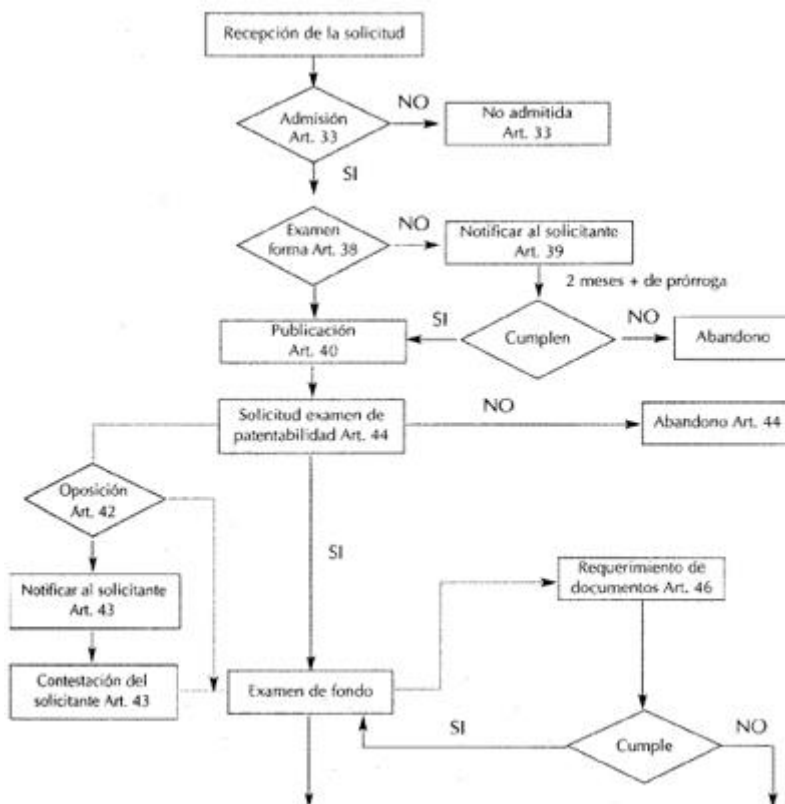 Recepción de la solicitud
Admisión
Art. 33
NO
No admitida
Art. 33
SI
Examen
forma Art. 38
NO
Notificar al solicitante
Art. 39
2 meses + de prórroga
Publicación
Art. 40
SI
Cumplen
NO
Abandono
Solicitud examen de
patentabilidad Art. 44
NO
Abandono Art. 44
Oposición
Art. 42
SI
Notificar al solicitante
Art. 43
Requerimiento de
documentos Art. 46
Contestación del
solicitante Art. 43
Examen de fondo
SI
Cumple
NO